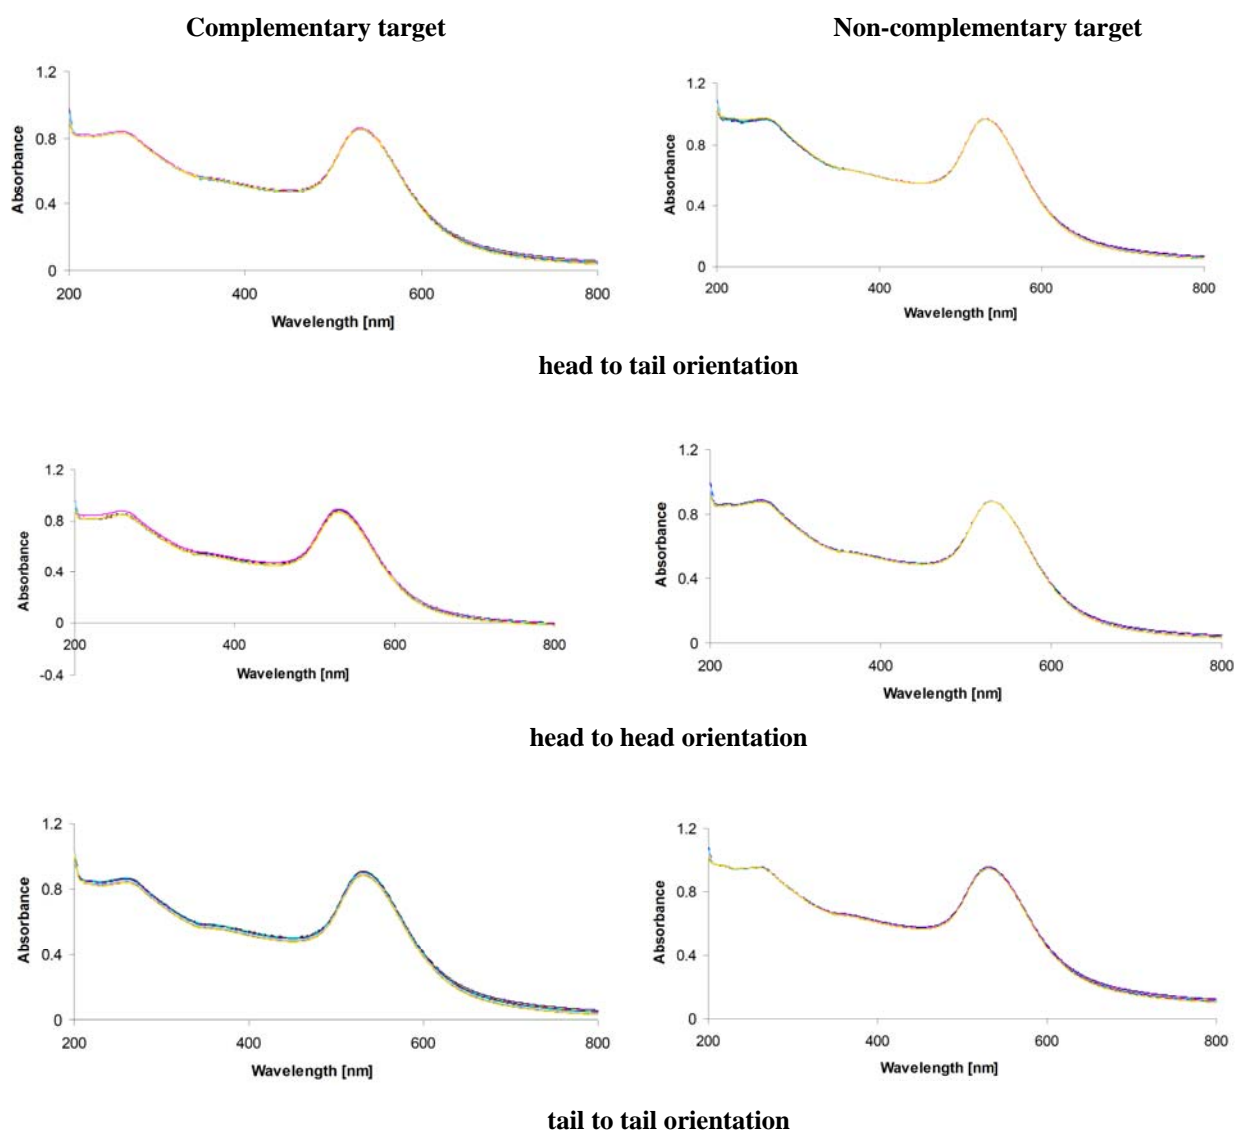 Complementary target
Non-complementary target
1.2
0.8
0.4
0
200
400
600
800
Absorbance
Wavelength [nm]
1.2
0.8
0.4
0
200
400
600
800
Absorbance
Wavelength [nm]
head to tail orientation
1.2
0.8
0.4
0
-0.4
200
400
600
800
Absorbance
Wavelength [nm]
1.2
0.8
0.4
0
200
400
600
800
Absorbance
Wavelength [nm]
head to head orientation
1.2
0.8
0.4
0
200
400
600
800
Absorbance
Wavelength [nm]
1.2
0.8
0.4
0
200
400
600
800
Absorbance
Wavelength [nm]
tail to tail orientation